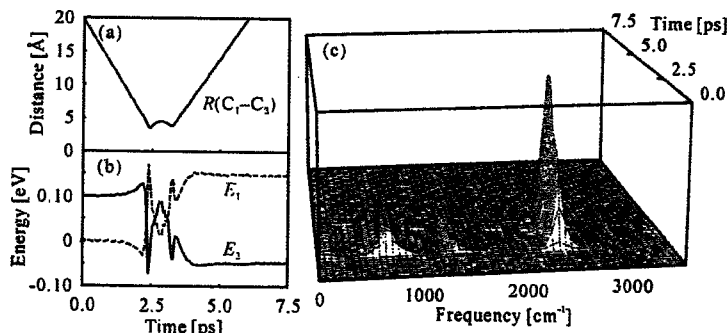 (a)
20
15
10
5
0
Distance [Å]
R(C₁–C₃)
(b)
0.10
0
-0.10
Energy [eV]
E₁
E₃
0.0 2.5 5.0 7.5
Time [ps]
(c)
7.5 Time [ps]
5.0
2.5
0.0
0 1000 2000 3000
Frequency [cm⁻¹]